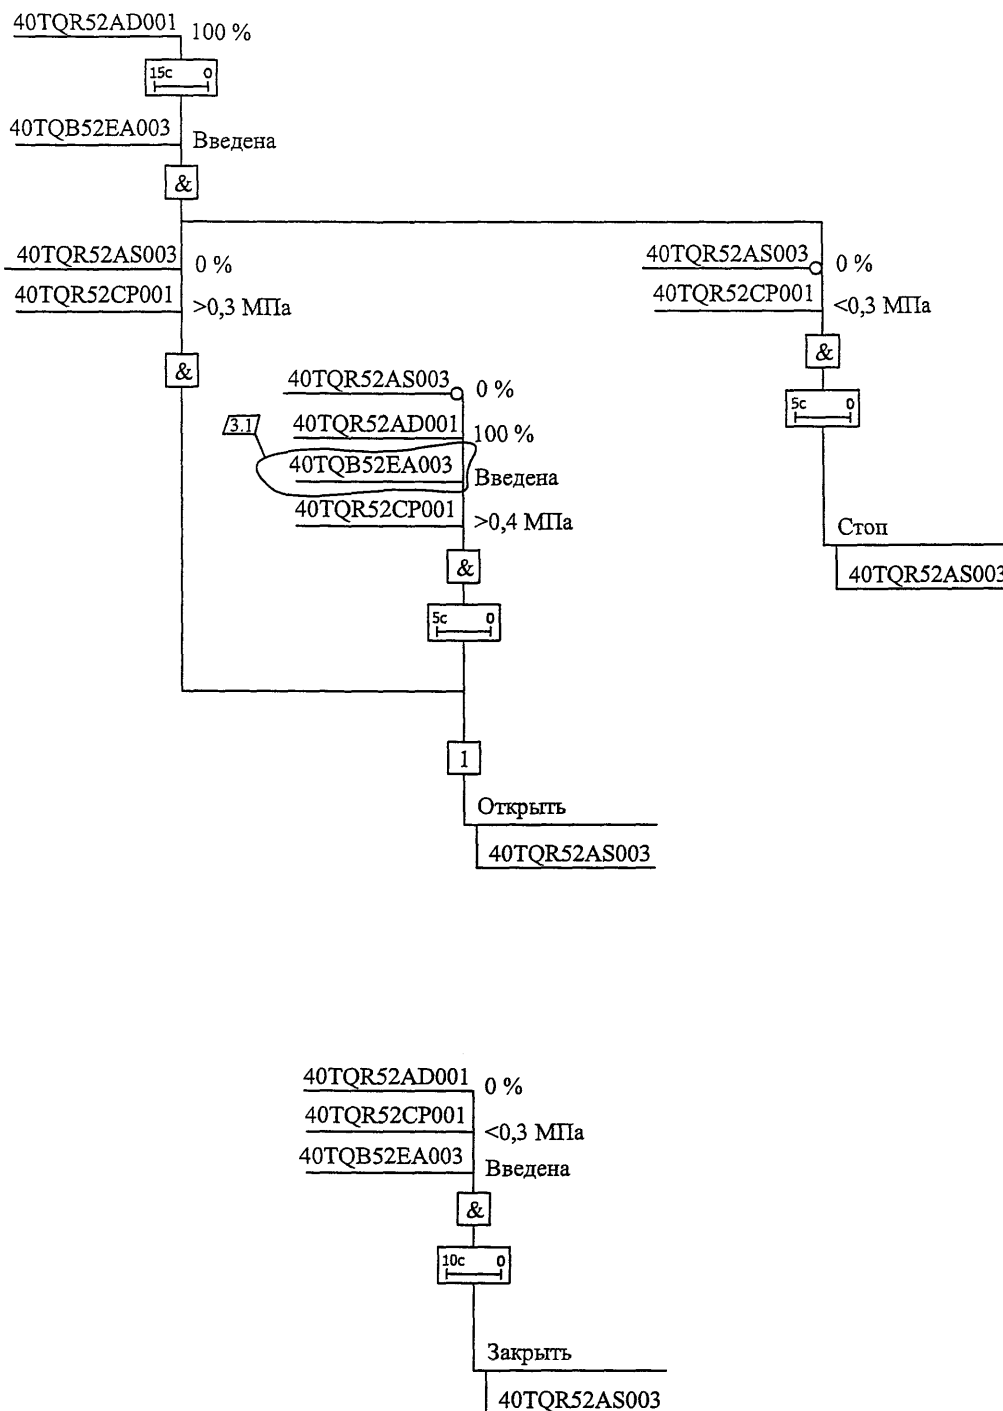 40TQR52AD001
100 %
15с 0
40TQB52EA003
Введена
&
40TQR52AS003
0 %
40TQR52CP001
>0,3 МПа
&
40TQR52AS003
0 %
40TQR52CP001
<0,3 МПа
&
5с 0
Стоп
40TQR52AS003
40TQR52AS003
0 %
3.1
40TQR52AD001
100 %
40TQB52EA003
Введена
40TQR52CP001
>0,4 МПа
&
5с 0
1
Открыть
40TQR52AS003
40TQR52AD001
0 %
40TQR52CP001
<0,3 МПа
40TQB52EA003
Введена
&
10с 0
Закрыть
40TQR52AS003